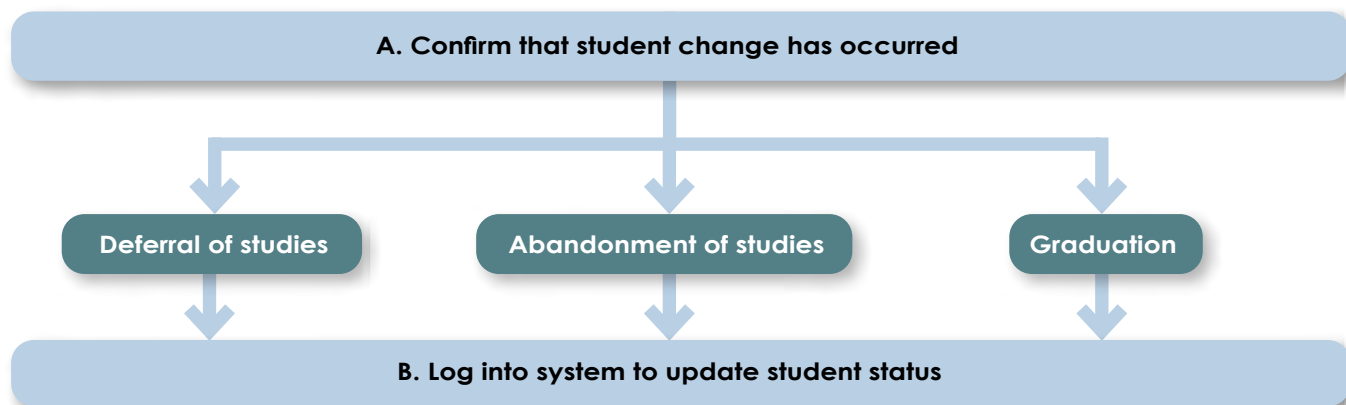 A. Confirm that student change has occurred
Deferral of studies
Abandonment of studies
Graduation
B. Log into system to update student status